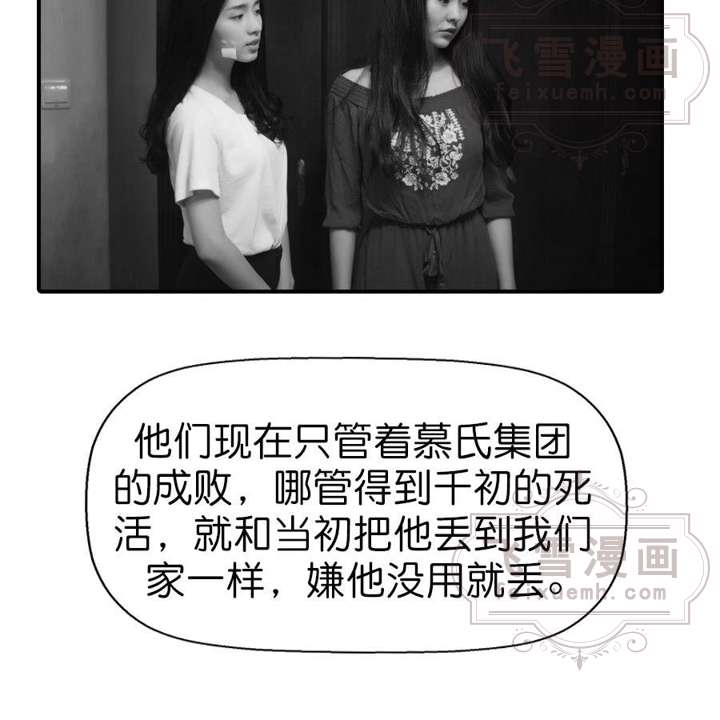 飞雪漫画
feixuemh.com
他们现在只管着慕氏集团
的成败，哪管得到千初的死
活，就和当初把他丢到我们
家一样，嫌他没用就丢。
飞雪漫画
feixuemh.com